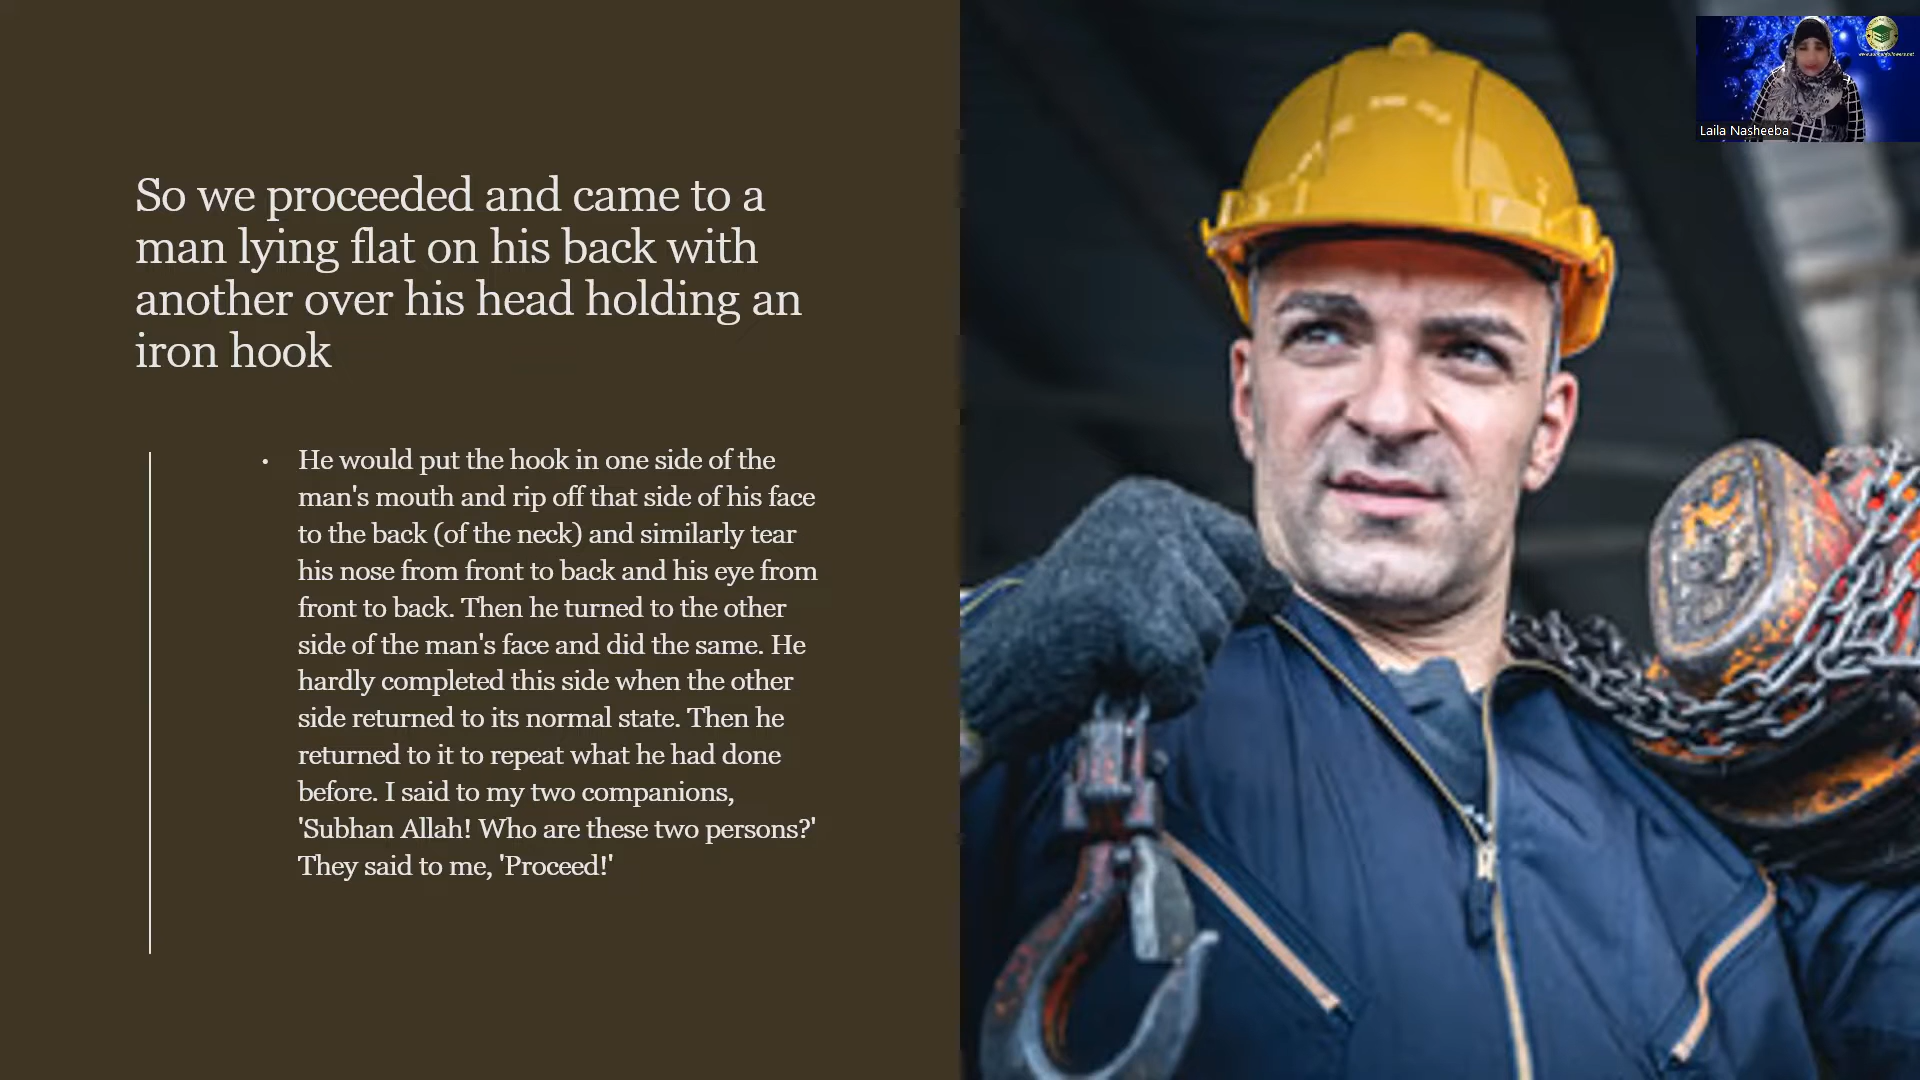 So we proceeded and came to a
man lying flat on his back with
another over his head holding an
iron hook
• He would put the hook in one side of the
man's mouth and rip off that side of his face
to the back (of the neck) and similarly tear
his nose from front to back and his eye from
front to back. Then he turned to the other
side of the man's face and did the same. He
hardly completed this side when the other
side returned to its normal state. Then he
returned to it to repeat what he had done
before. I said to my two companions,
'Subhan Allah! Who are these two persons?'
They said to me, 'Proceed!'
Laila Nasheeba